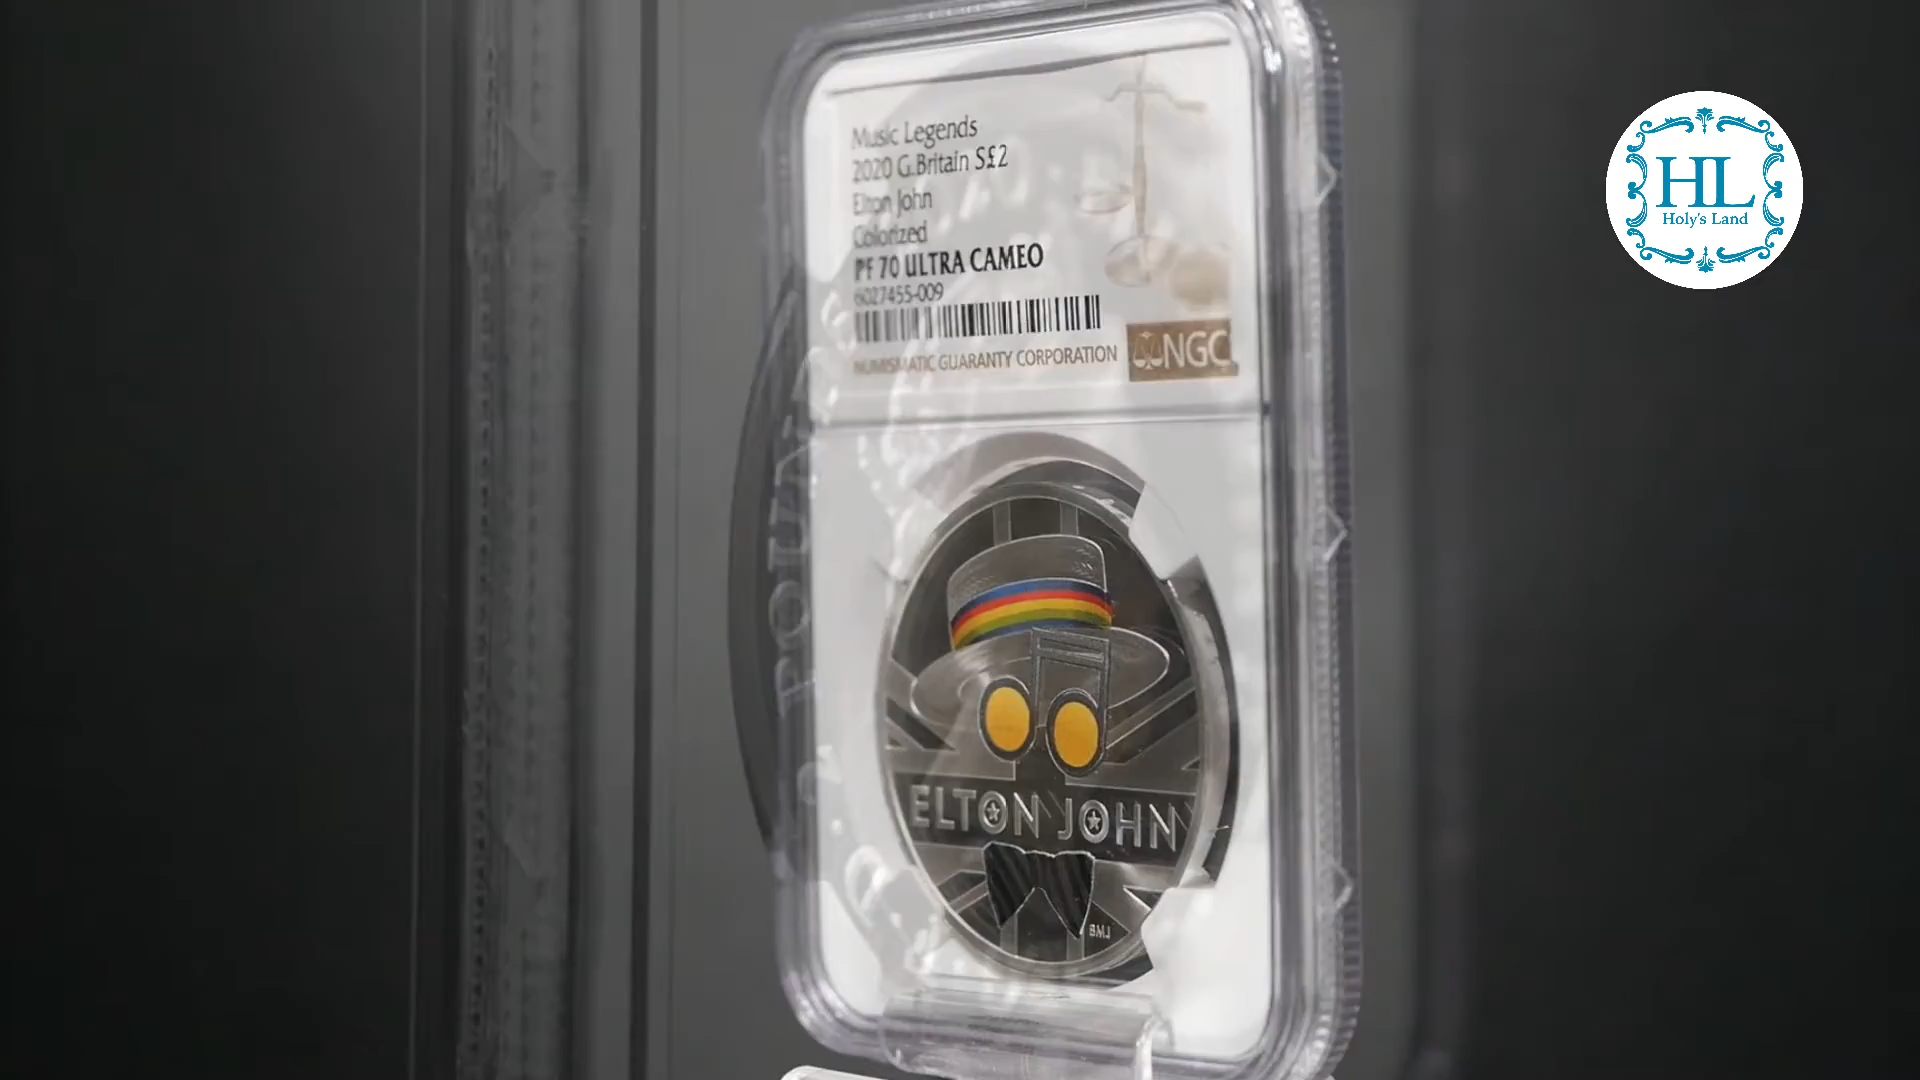 Music Legends
2020 G.Britain S£2
Elton John
Colorized
PF 70 ULTRA CAMEO
6027455-009
NUMISMATIC GUARANTY CORPORATION
NGC
ELTON JOHN
BMJ
HL
Holy's Land